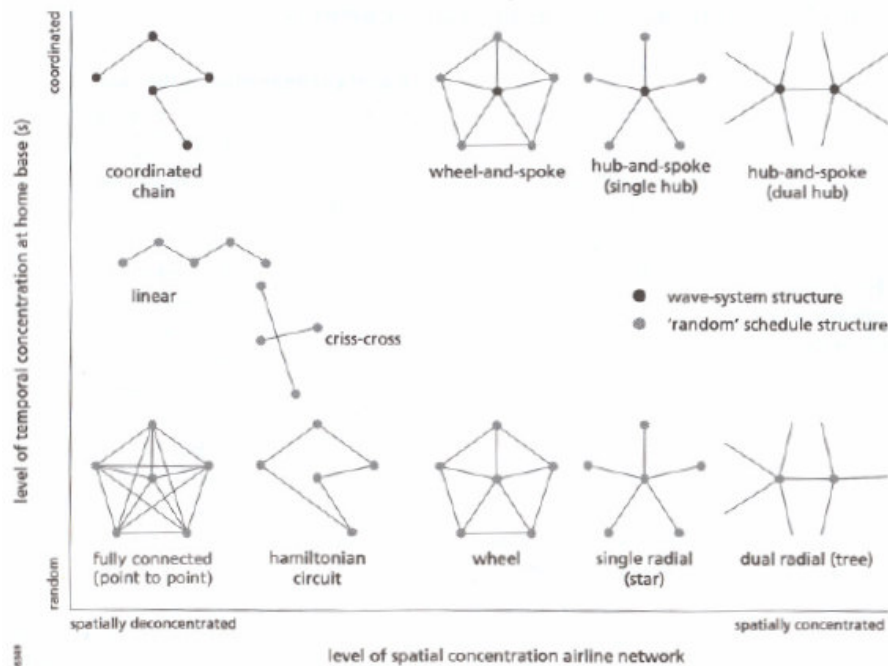 coordinated
level of temporal concentration at home base (s)
random
coordinated
chain
wheel-and-spoke
hub-and-spoke
(single hub)
hub-and-spoke
(dual hub)
linear
criss-cross
wave-system structure
'random' schedule structure
fully connected
(point to point)
hamiltonian
circuit
wheel
single radial
(star)
dual radial (tree)
spatially deconcentrated
spatially concentrated
level of spatial concentration airline network